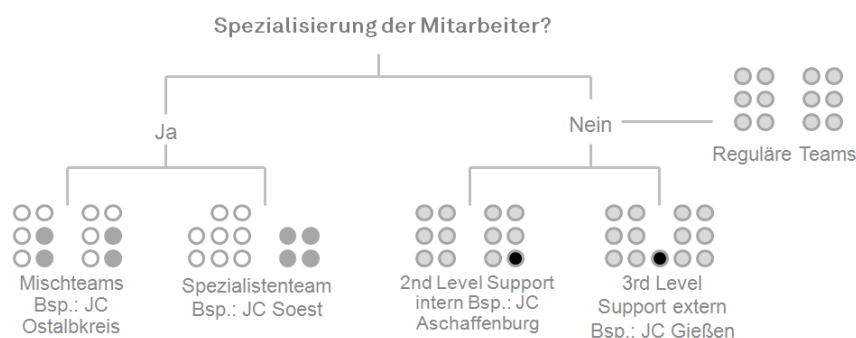 Spezialisierung der Mitarbeiter?
Ja
Nein
Reguläre Teams
Mischteams
Bsp.: JC
Ostalbkreis
Spezialistenteam
Bsp.: JC Soest
2nd Level Support
intern Bsp.: JC
Aschaffenburg
3rd Level
Support extern
Bsp.: JC Gießen